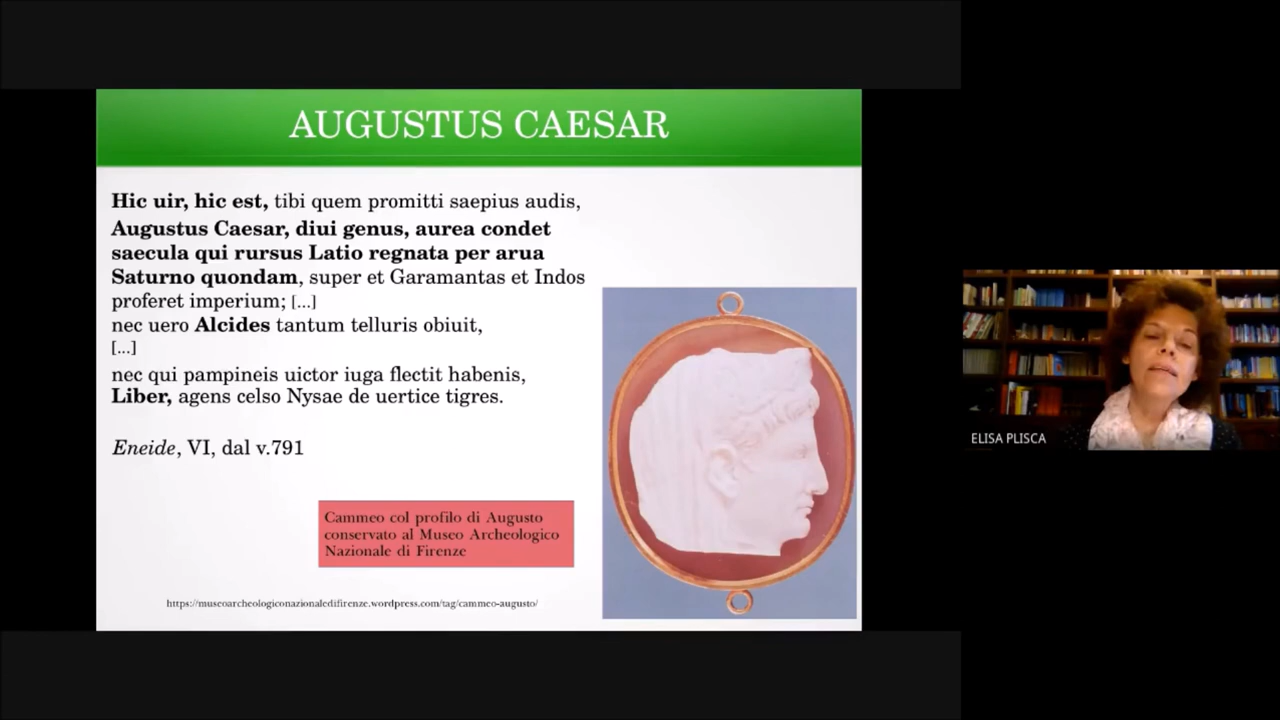 AUGUSTUS CAESAR
Hic uir, hic est, tibi quem promitti saepius audis,
Augustus Caesar, diui genus, aurea condet
saecula qui rursus Latio regnata per arua
Saturno quondam, super et Garamantas et Indos
proferet imperium; [...]
nec uero Alcides tantum telluris obiuit,
[...]
nec qui pampineis uictor iuga flectit habenis,
Liber, agens celso Nysae de uertice tigres.
Eneide, VI, dal v.791
Cammeo col profilo di Augusto
conservato al Museo Archeologico
Nazionale di Firenze
https://museoarcheologiconazionaledifirenze.wordpress.com/tag/cammeo-augusto/
ELISA PLISCA